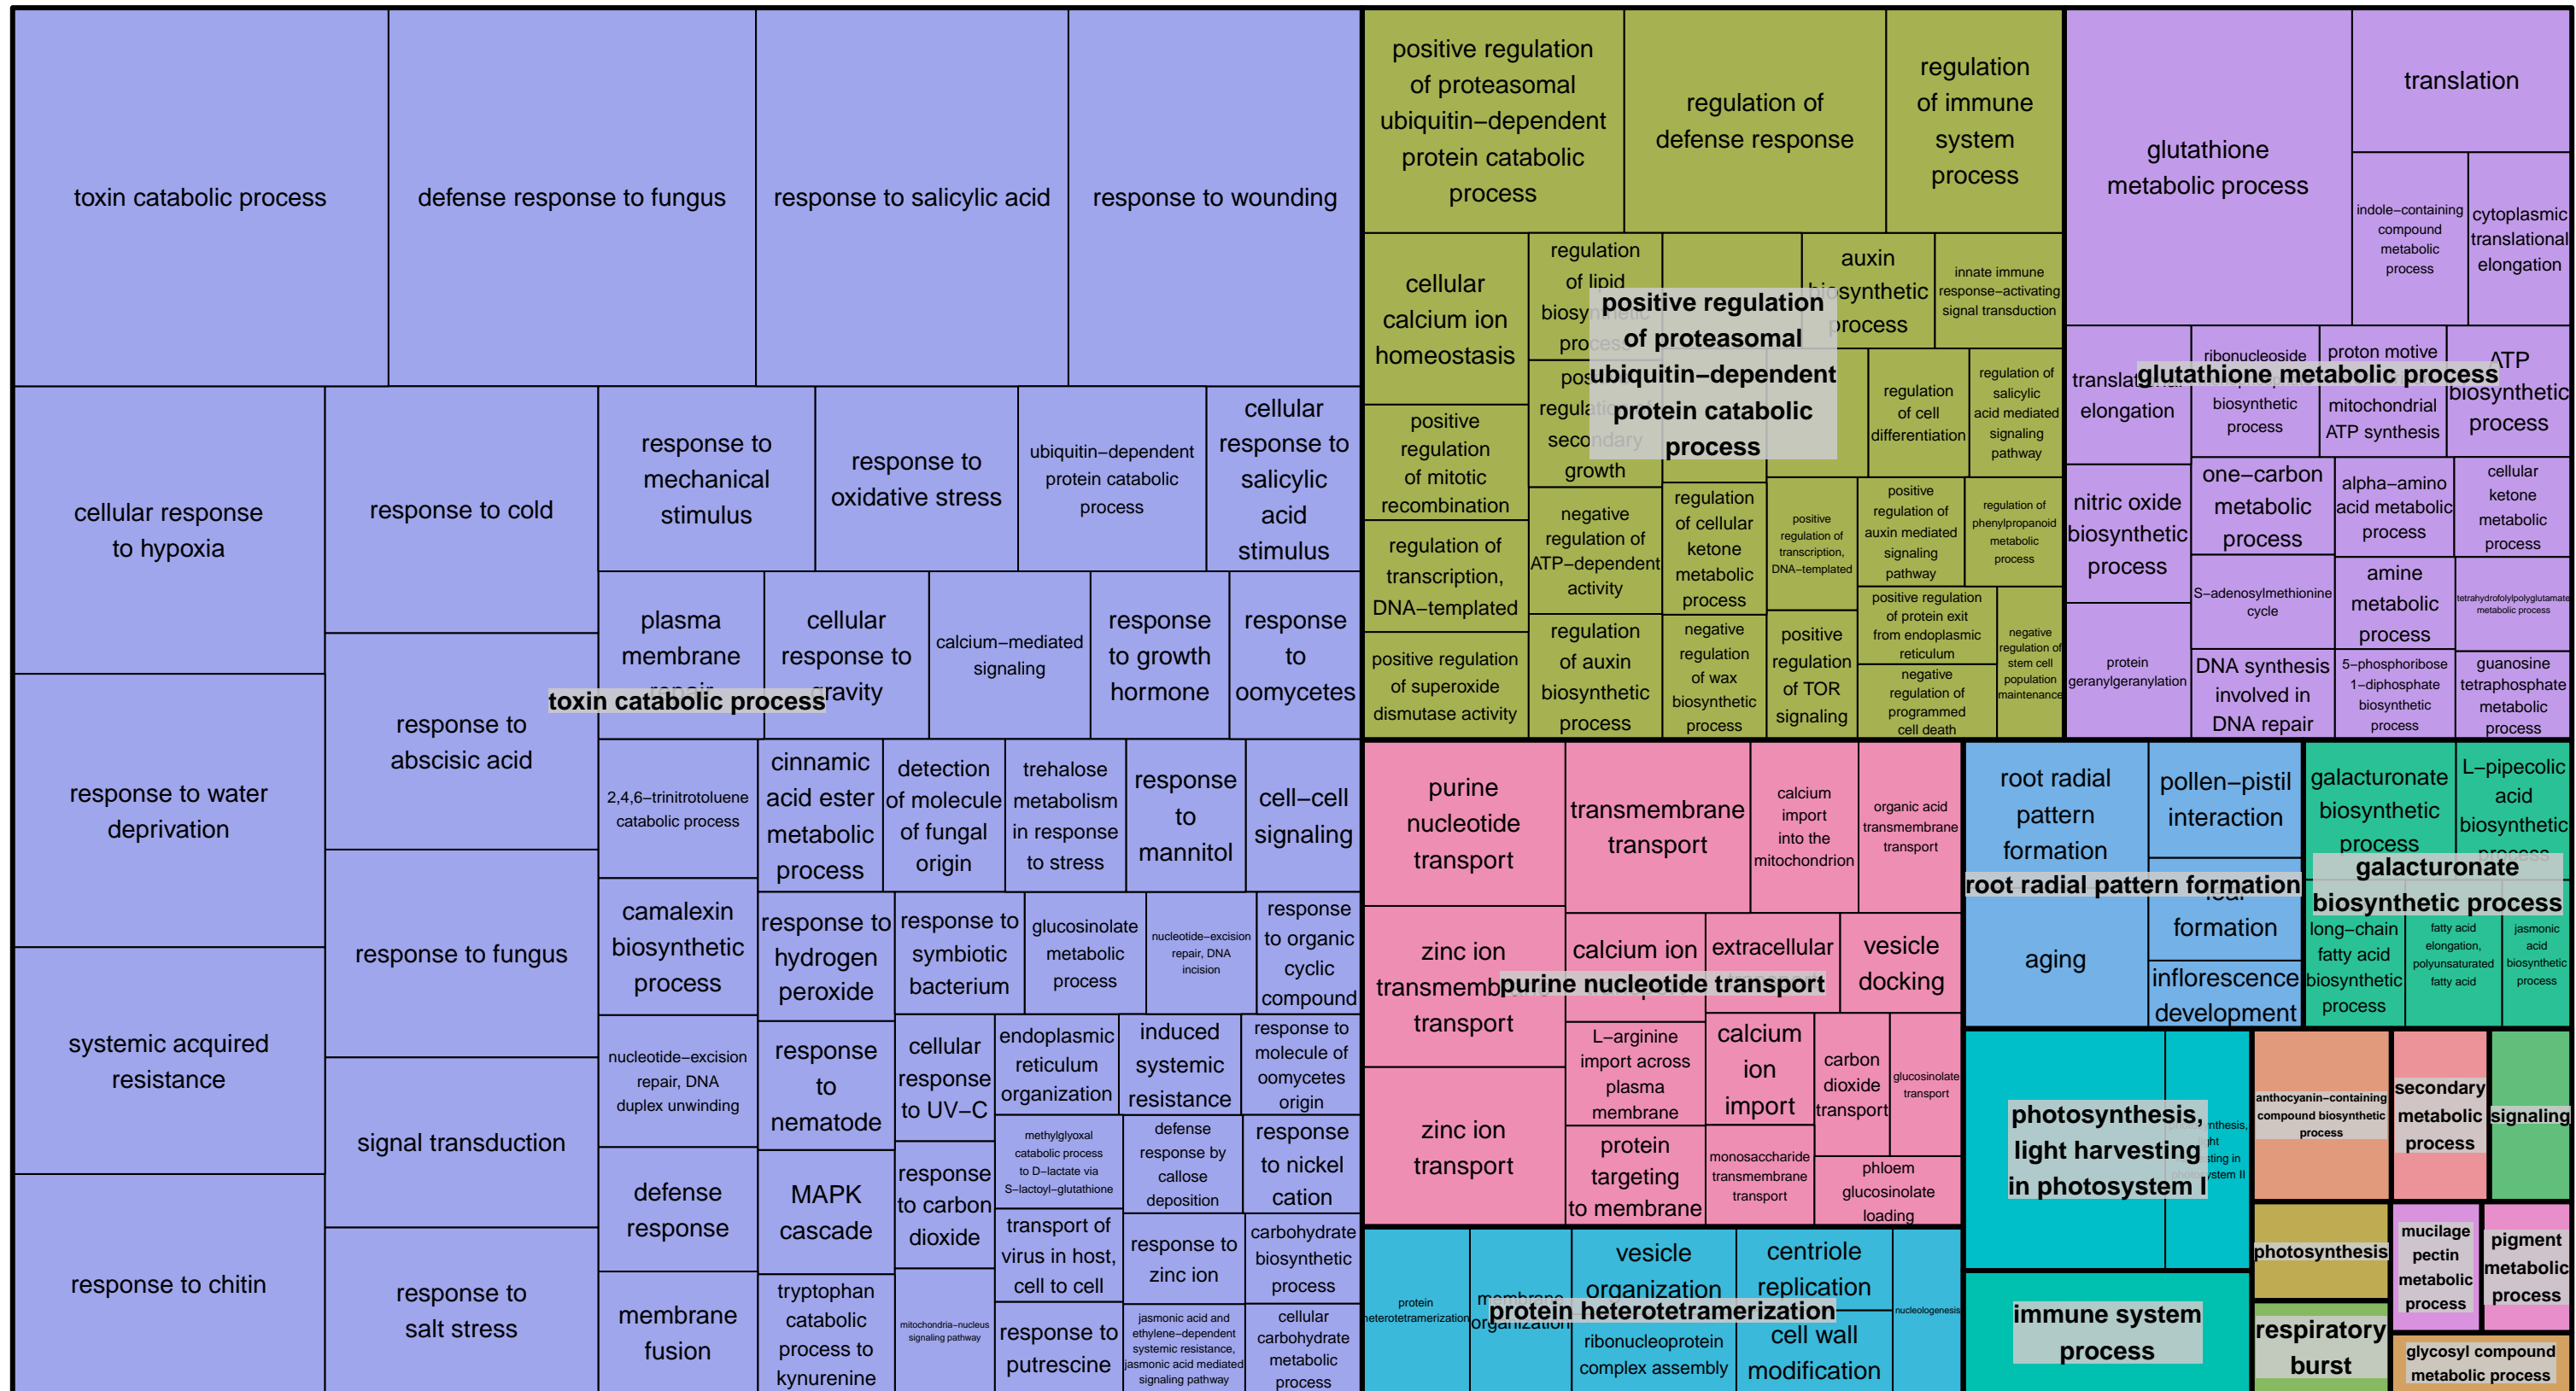 toxin catabolic process
defense response to fungus
response to salicylic acid
response to wounding
cellular response
to hypoxia
response to cold
response to
mechanical
stimulus
response to
oxidative stress
ubiquitin−dependent
protein catabolic
process
cellular
response to
salicylic
acid
stimulus
plasma
membrane
repair
cellular
response to
gravity
calcium−mediated
signaling
response
to growth
hormone
response
to
oomycetes
toxin catabolic process
response to water
deprivation
response to
abscisic acid
2,4,6−trinitrotoluene
catabolic process
cinnamic
acid ester
metabolic
process
detection
of molecule
of fungal
origin
trehalose
metabolism
in response
to stress
response
to
mannitol
cell−cell
signaling
response to fungus
camalexin
biosynthetic
process
response to
hydrogen
peroxide
response to
symbiotic
bacterium
glucosinolate
metabolic
process
nucleotide−excision
repair, DNA
incision
response
to organic
cyclic
compound
systemic acquired
resistance
signal transduction
nucleotide−excision
repair, DNA
duplex unwinding
response
to
nematode
cellular
response
to UV−C
endoplasmic
reticulum
organization
induced
systemic
resistance
response to
molecule of
oomycetes
origin
methylglyoxal
catabolic process
to D−lactate via
S−lactoyl−glutathione
defense
response by
callose
deposition
response
to nickel
cation
response to chitin
response to
salt stress
defense
response
MAPK
cascade
response
to carbon
dioxide
transport of
virus in host,
cell to cell
response to
zinc ion
carbohydrate
biosynthetic
process
membrane
fusion
tryptophan
catabolic
process to
kynurenine
mitochondria−nucleus
signaling pathway
response to
putrescine
jasmonic acid and
ethylene−dependent
systemic resistance,
jasmonic acid mediated
signaling pathway
cellular
carbohydrate
metabolic
process
positive regulation
of proteasomal
ubiquitin−dependent
protein catabolic
process
regulation of
defense response
regulation
of immune
system
process
cellular
calcium ion
homeostasis
regulation
of lipid
biosynthetic
process
auxin
biosynthetic
process
innate immune
response−activating
signal transduction
positive regulation
of proteasomal
ubiquitin−dependent
protein catabolic
process
positive
regulation of
secondary
growth
regulation
of cell
differentiation
regulation of
salicylic
acid mediated
signaling
pathway
positive
regulation
of mitotic
recombination
negative
regulation of
ATP−dependent
activity
regulation
of cellular
ketone
metabolic
process
positive
regulation of
transcription,
DNA−templated
positive
regulation of
auxin mediated
signaling
pathway
regulation of
phenylpropanoid
metabolic
process
regulation of
transcription,
DNA−templated
positive regulation
of superoxide
dismutase activity
regulation
of auxin
biosynthetic
process
negative
regulation
of wax
biosynthetic
process
positive
regulation
of TOR
signaling
positive regulation
of protein exit
from endoplasmic
reticulum
negative
regulation of
programmed
cell death
negative
regulation of
stem cell
population
maintenance
glutathione
metabolic process
translation
indole−containing
compound
metabolic
process
cytoplasmic
translational
elongation
translational
elongation
ribonucleoside
biosynthetic
process
proton motive
mitochondrial
ATP synthesis
ATP
biosynthetic
process
glutathione metabolic process
nitric oxide
biosynthetic
process
one−carbon
metabolic
process
alpha−amino
acid metabolic
process
cellular
ketone
metabolic
process
protein
geranylgeranylation
S−adenosylmethionine
cycle
amine
metabolic
process
tetrahydrofolylpolyglutamate
metabolic process
DNA synthesis
involved in
DNA repair
5−phosphoribose
1−diphosphate
biosynthetic
process
guanosine
tetraphosphate
metabolic
process
purine
nucleotide
transport
transmembrane
transport
calcium
import
into the
mitochondrion
organic acid
transmembrane
transport
zinc ion
transmembrane
transport
calcium ion
extracellular
transport
vesicle
docking
purine nucleotide transport
zinc ion
transport
L−arginine
import across
plasma
membrane
calcium
ion
import
carbon
dioxide
transport
glucosinolate
transport
protein
targeting
to membrane
monosaccharide
transmembrane
transport
phloem
glucosinolate
loading
protein
heterotetramerization
membrane
organization
vesicle
organization
centriole
replication
nucleologenesis
protein heterotetramerization
ribonucleoprotein
complex assembly
cell wall
modification
root radial
pattern
formation
pollen−pistil
interaction
root radial pattern formation
aging
leaf
formation
inflorescence
development
galacturonate
biosynthetic
process
L−pipecolic
acid
biosynthetic
process
galacturonate
biosynthetic process
long−chain
fatty acid
biosynthetic
process
fatty acid
elongation,
polyunsaturated
fatty acid
jasmonic
acid
biosynthetic
process
photosynthesis,
light harvesting
in photosystem I
immune system
process
anthocyanin−containing
compound biosynthetic
process
secondary
metabolic
process
signaling
photosynthesis
mucilage
pectin
metabolic
process
pigment
metabolic
process
respiratory
burst
glycosyl compound
metabolic process